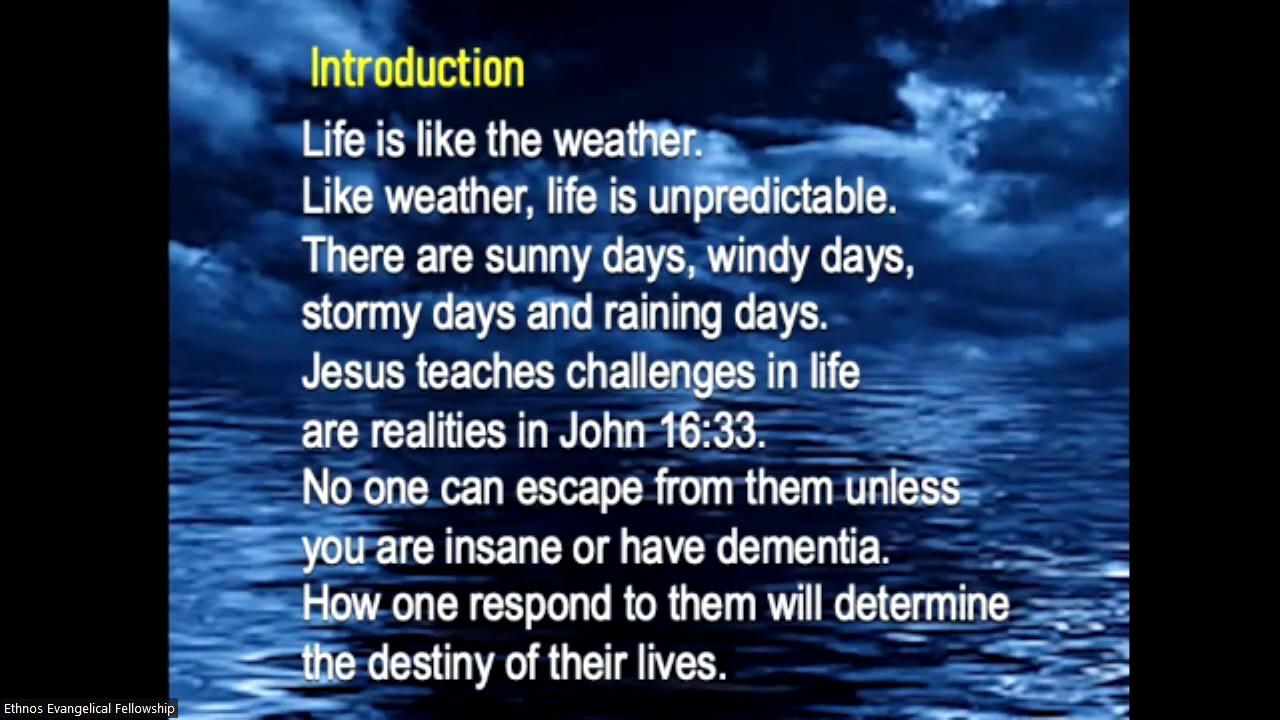 Introduction
Life is like the weather.
Like weather, life is unpredictable.
There are sunny days, windy days,
stormy days and raining days.
Jesus teaches challenges in life
are realities in John 16:33.
No one can escape from them unless
you are insane or have dementia.
How one respond to them will determine
the destiny of their lives.
Ethnos Evangelical Fellowship